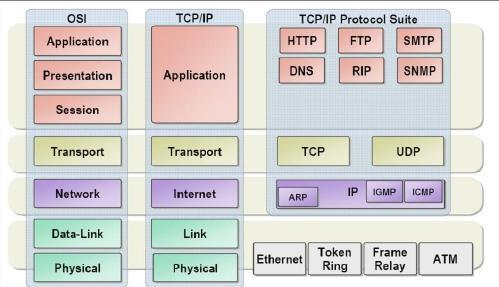 OSI
TCP/IP
TCP/IP Protocol Suite
Application
Presentation
Session
Application
HTTP
FTP
SMTP
DNS
RIP
SNMP
Transport
Transport
TCP
UDP
Network
Internet
ARP
IP
IGMP
ICMP
Data-Link
Link
Physical
Physical
Ethernet
Token
Ring
Frame
Relay
ATM